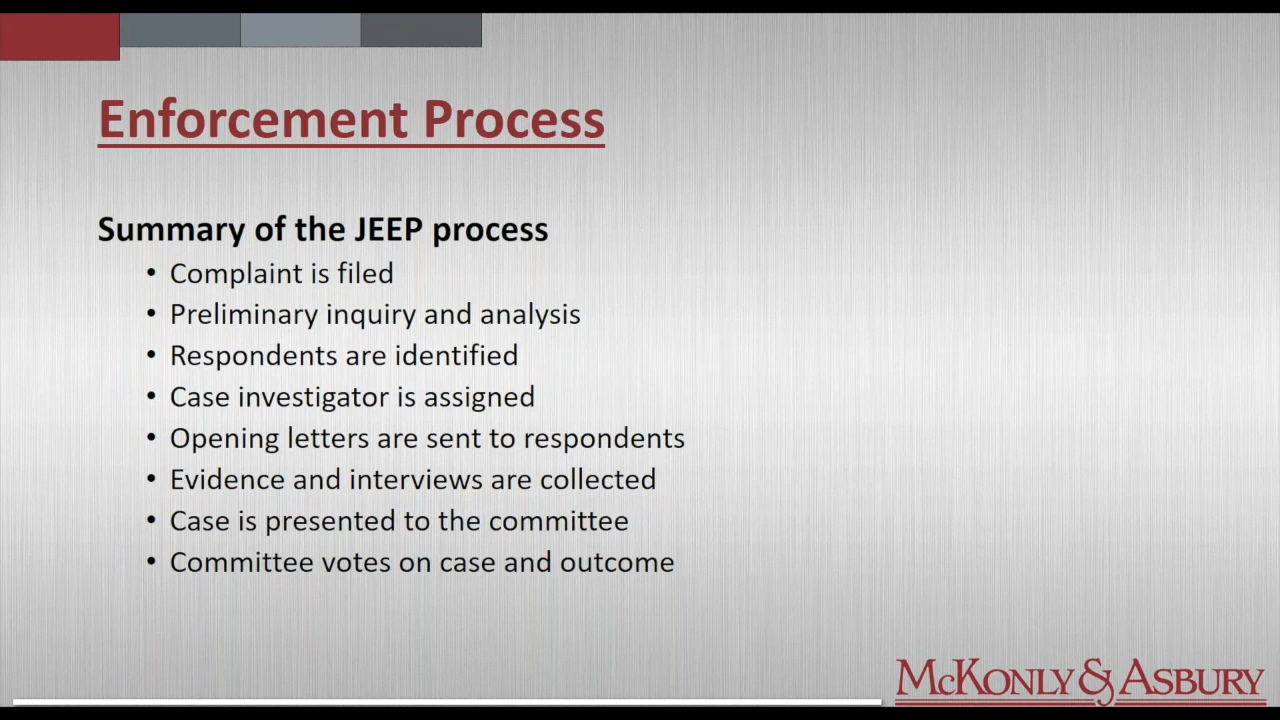 Enforcement Process
Summary of the JEEP process
• Complaint is filed
• Preliminary inquiry and analysis
• Respondents are identified
• Case investigator is assigned
• Opening letters are sent to respondents
• Evidence and interviews are collected
• Case is presented to the committee
• Committee votes on case and outcome
McKonly & Asbury